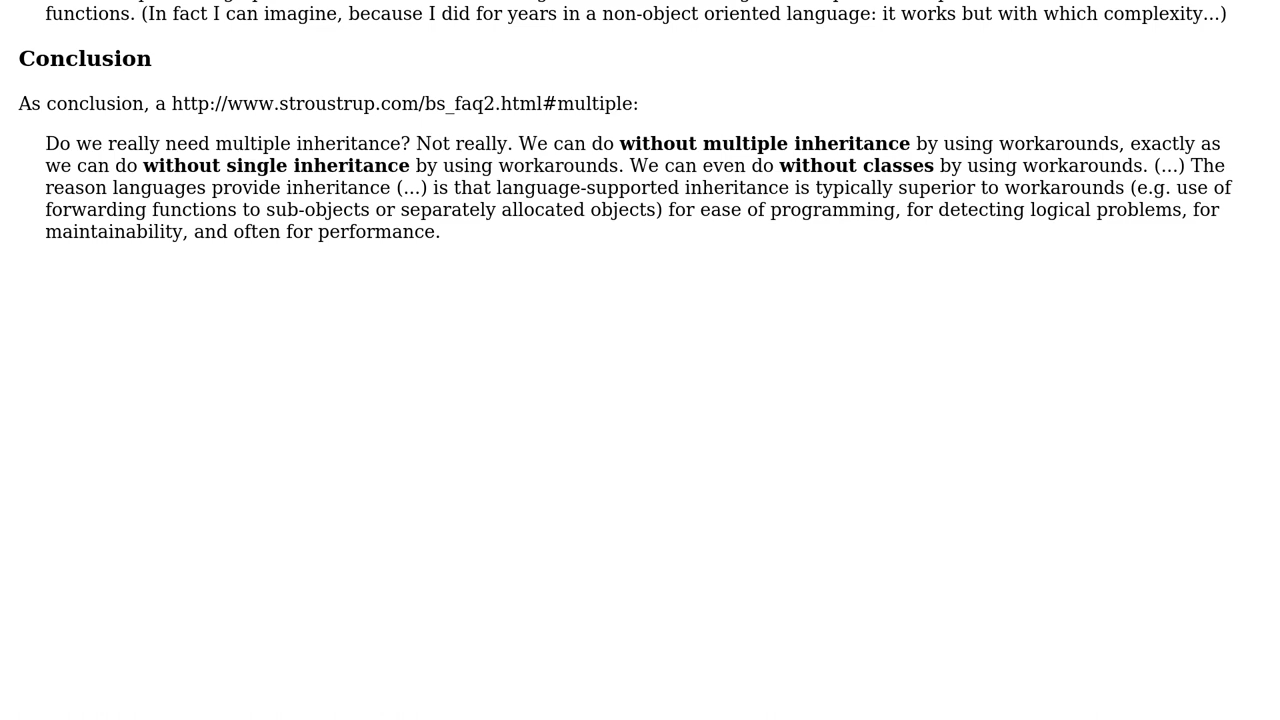 functions. (In fact I can imagine, because I did for years in a non-object oriented language: it works but with which complexity...)
Conclusion
As conclusion, a http://www.stroustrup.com/bs_faq2.html#multiple:
Do we really need multiple inheritance? Not really. We can do without multiple inheritance by using workarounds, exactly as
we can do without single inheritance by using workarounds. We can even do without classes by using workarounds. (...) The
reason languages provide inheritance (...) is that language-supported inheritance is typically superior to workarounds (e.g. use of
forwarding functions to sub-objects or separately allocated objects) for ease of programming, for detecting logical problems, for
maintainability, and often for performance.